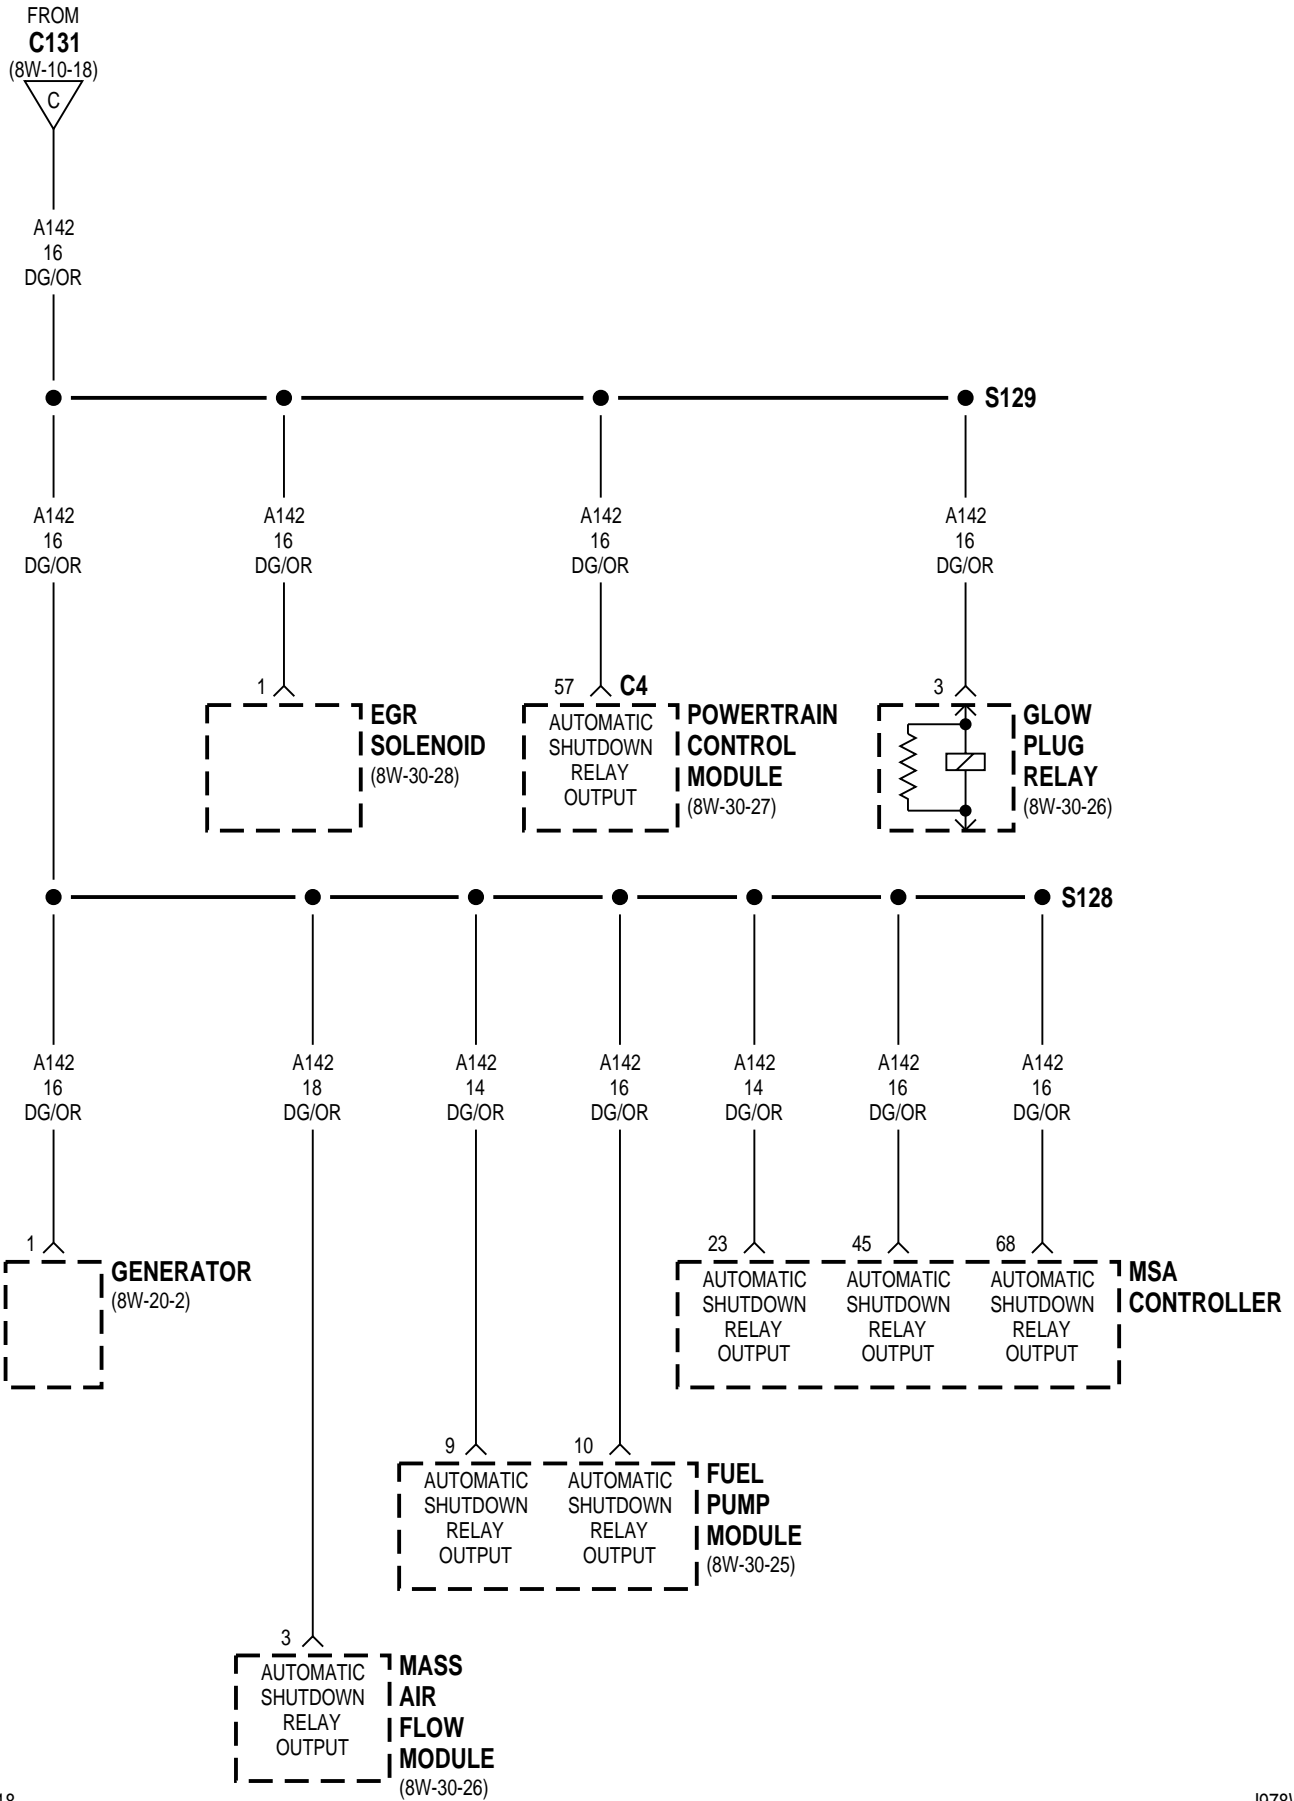 FROM
C131
(8W-10-18)
C
A142
16
DG/OR
S129
A142
16
DG/OR
A142
16
DG/OR
A142
16
DG/OR
A142
16
DG/OR
1
EGR
SOLENOID
(8W-30-28)
57
C4
AUTOMATIC
SHUTDOWN
RELAY
OUTPUT
POWERTRAIN
CONTROL
MODULE
(8W-30-27)
3
GLOW
PLUG
RELAY
(8W-30-26)
S128
A142
16
DG/OR
A142
18
DG/OR
A142
14
DG/OR
A142
16
DG/OR
A142
14
DG/OR
A142
16
DG/OR
A142
16
DG/OR
1
GENERATOR
(8W-20-2)
23
AUTOMATIC
SHUTDOWN
RELAY
OUTPUT
45
AUTOMATIC
SHUTDOWN
RELAY
OUTPUT
68
AUTOMATIC
SHUTDOWN
RELAY
OUTPUT
MSA
CONTROLLER
9
AUTOMATIC
SHUTDOWN
RELAY
OUTPUT
10
AUTOMATIC
SHUTDOWN
RELAY
OUTPUT
FUEL
PUMP
MODULE
(8W-30-25)
3
AUTOMATIC
SHUTDOWN
RELAY
OUTPUT
MASS
AIR
FLOW
MODULE
(8W-30-26)